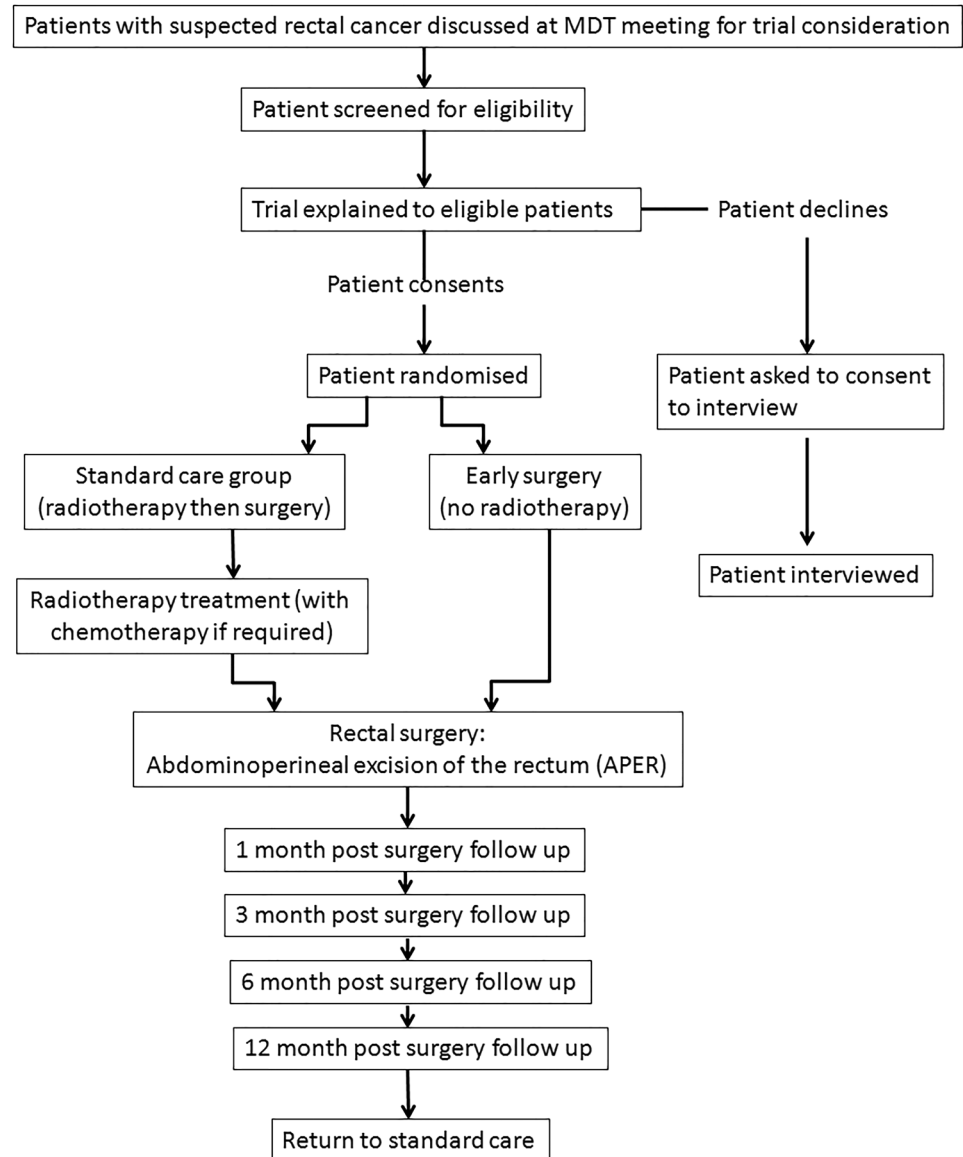 Patients with suspected rectal cancer discussed at MDT meeting for trial consideration
Patient screened for eligibility
Trial explained to eligible patients
Patient declines
Patient consents
Patient randomised
Patient asked to consent
to interview
Standard care group
(radiotherapy then surgery)
Early surgery
(no radiotherapy)
Patient interviewed
Radiotherapy treatment (with
chemotherapy if required)
Rectal surgery:
Abdominoperineal excision of the rectum (APER)
1 month post surgery follow up
3 month post surgery follow up
6 month post surgery follow up
12 month post surgery follow up
Return to standard care